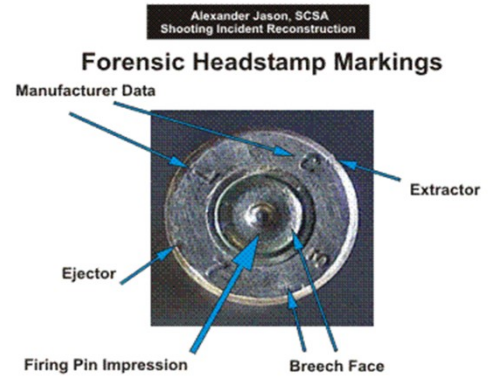 Alexander Jason, SCSA
Shooting Incident Reconstruction
Forensic Headstamp Markings
Manufacturer Data
Extractor
Ejector
Firing Pin Impression
Breech Face